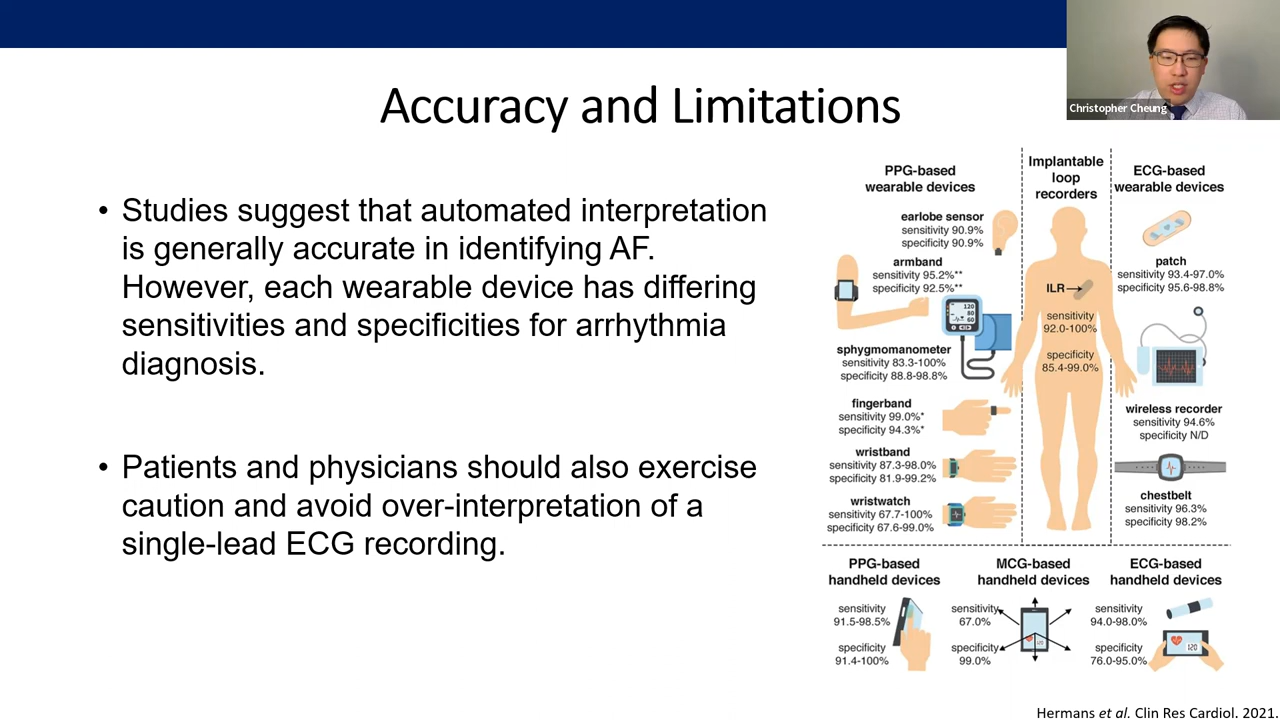 Christopher Cheung
Accuracy and Limitations
• Studies suggest that automated interpretation
is generally accurate in identifying AF.
However, each wearable device has differing
sensitivities and specificities for arrhythmia
diagnosis.
• Patients and physicians should also exercise
caution and avoid over-interpretation of a
single-lead ECG recording.
PPG-based
wearable devices
earlobe sensor
sensitivity 90.9%
specificity 90.9%
armband
sensitivity 95.2%**
specificity 92.5%**
120
80
60
sphygmomanometer
sensitivity 83.3-100%
specificity 88.8-98.8%
fingerband
sensitivity 99.0%*
specificity 94.3%*
wristband
sensitivity 87.3-98.0%
specificity 81.9-99.2%
wristwatch
sensitivity 67.7-100%
specificity 67.6-99.0%
Implantable
loop
recorders
ILR
sensitivity
92.0-100%
specificity
85.4-99.0%
ECG-based
wearable devices
patch
sensitivity 93.4-97.0%
specificity 95.6-98.8%
wireless recorder
sensitivity 94.6%
specificity N/D
chestbelt
sensitivity 96.3%
specificity 98.2%
PPG-based
handheld devices
sensitivity
91.5-98.5%
specificity
91.4-100%
MCG-based
handheld devices
sensitivity
67.0%
specificity
99.0%
120
ECG-based
handheld devices
sensitivity
94.0-98.0%
specificity
76.0-95.0%
120
Hermans et al. Clin Res Cardiol. 2021.